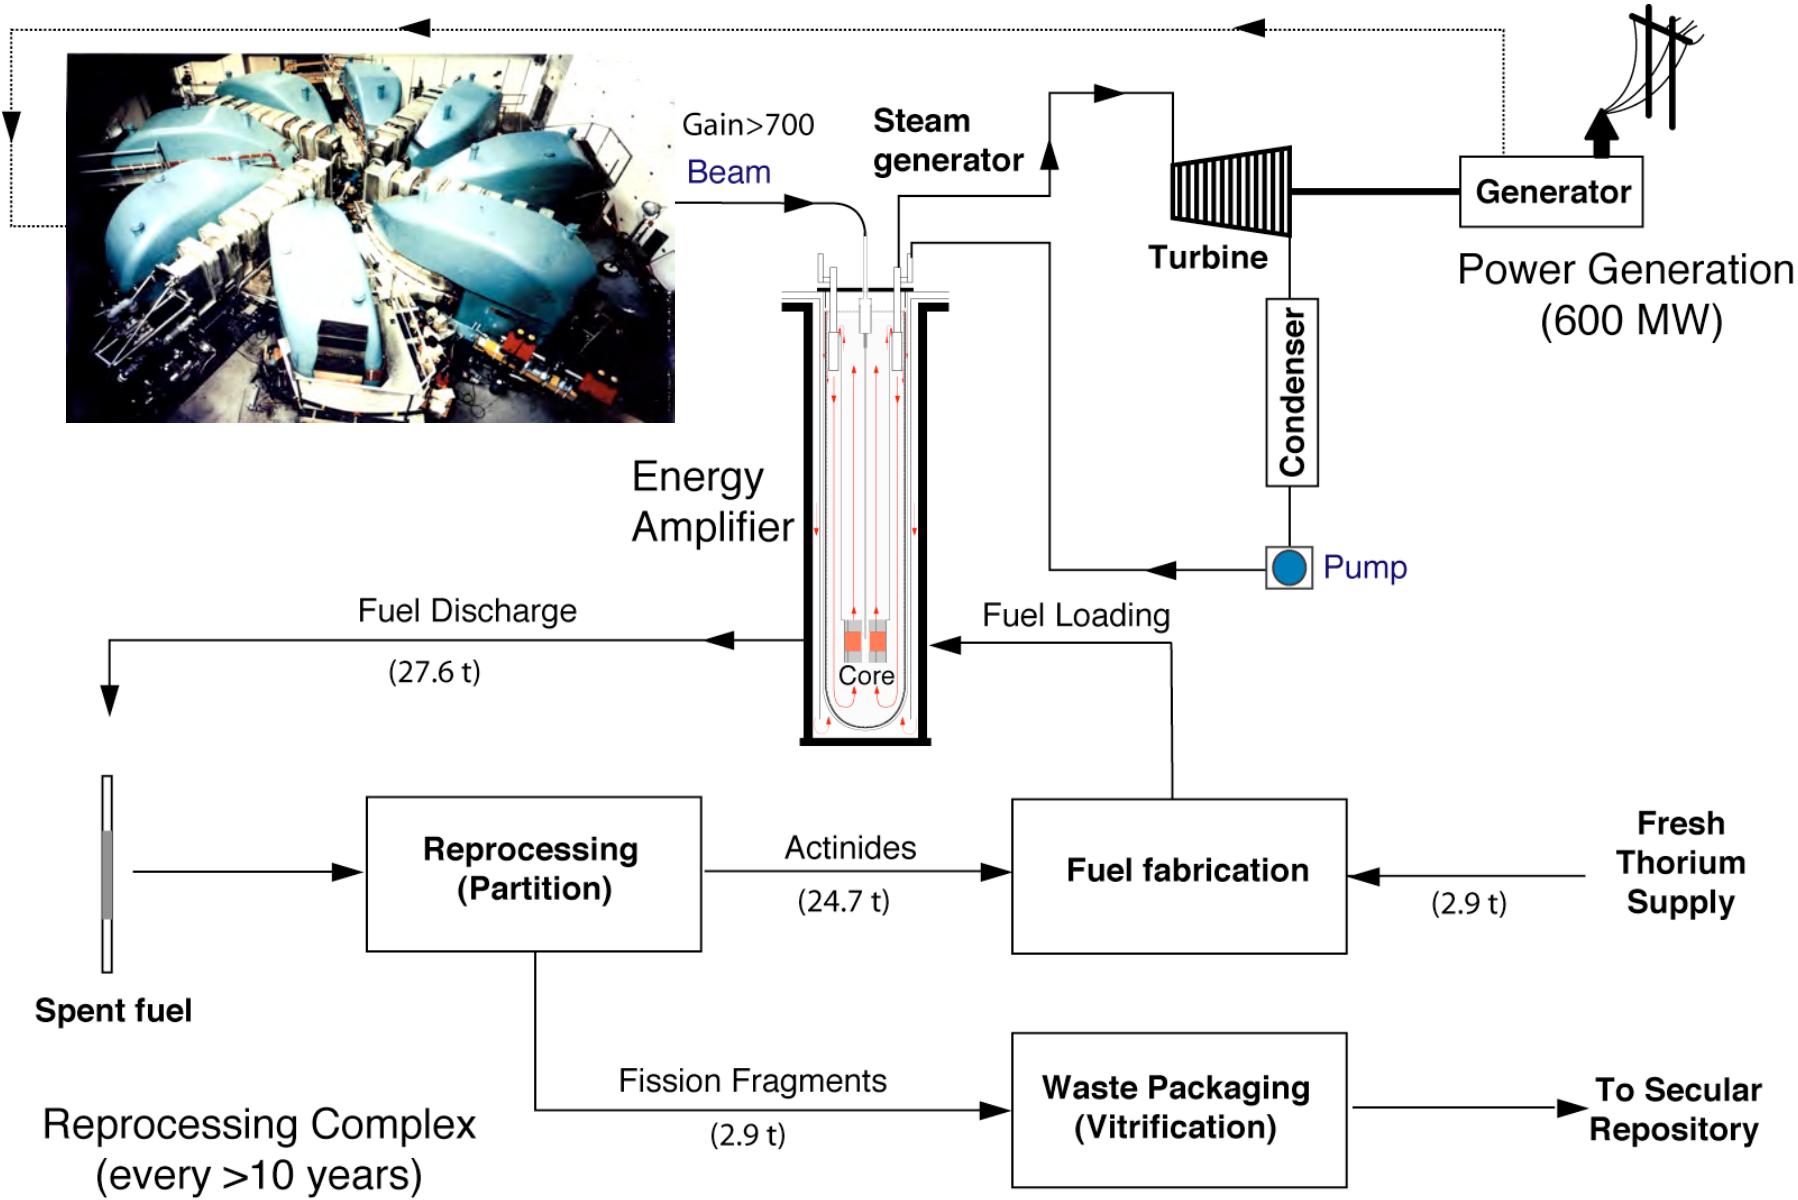 Gain>700
Beam
Steam
generator
Turbine
Generator
Power Generation
(600 MW)
Condenser
Pump
Energy
Amplifier
Fuel Discharge
(27.6 t)
Fuel Loading
Core
Reprocessing
(Partition)
Actinides
(24.7 t)
Fuel fabrication
(2.9 t)
Fresh
Thorium
Supply
Spent fuel
Fission Fragments
(2.9 t)
Waste Packaging
(Vitrification)
To Secular
Repository
Reprocessing Complex
(every >10 years)